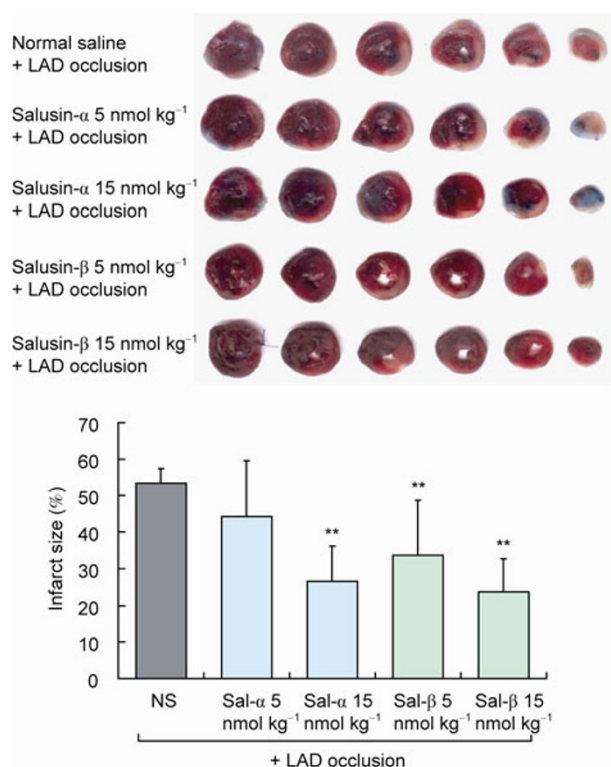 Normal saline
+ LAD occlusion
Salusin-α 5 nmol kg⁻¹
+ LAD occlusion
Salusin-α 15 nmol kg⁻¹
+ LAD occlusion
Salusin-β 5 nmol kg⁻¹
+ LAD occlusion
Salusin-β 15 nmol kg⁻¹
+ LAD occlusion
70
60
50
40
30
20
10
0
Infarct size (%)
**
**
**
NS
Sal-α 5
nmol kg⁻¹
Sal-α 15
nmol kg⁻¹
Sal-β 5
nmol kg⁻¹
Sal-β 15
nmol kg⁻¹
+ LAD occlusion